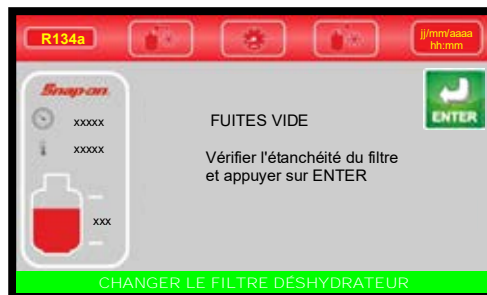 R134a
jj/mm/aaaa
hh:mm
Snap-on
xxxxx
xxxxx
xxx
FUITES VIDE
Vérifier l'étanchéité du filtre
et appuyer sur ENTER
ENTER
CHANGER LE FILTRE DÉSHYDRATEUR